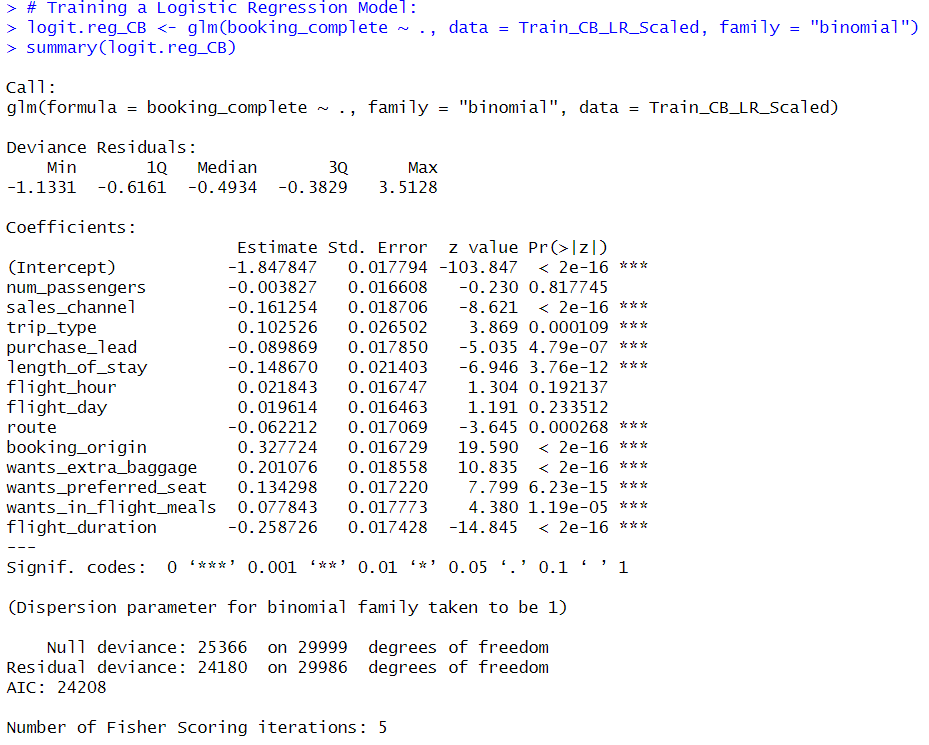 > # Training a Logistic Regression Model:
> logit.reg_CB <- glm(booking_complete ~ ., data = Train_CB_LR_Scaled, family = "binomial")
> summary(logit.reg_CB)

Call:
glm(formula = booking_complete ~ ., family = "binomial", data = Train_CB_LR_Scaled)

Deviance Residuals:
    Min       1Q   Median       3Q      Max
-1.1331  -0.6161  -0.4934  -0.3829   3.5128

Coefficients:
                       Estimate Std. Error  z value Pr(>|z|)
(Intercept)           -1.847847   0.017794 -103.847  < 2e-16 ***
num_passengers        -0.003827   0.016608   -0.230 0.817745
sales_channel         -0.161254   0.018706   -8.621  < 2e-16 ***
trip_type              0.102526   0.026502    3.869 0.000109 ***
purchase_lead         -0.089869   0.017850   -5.035 4.79e-07 ***
length_of_stay        -0.148670   0.021403   -6.946 3.76e-12 ***
flight_hour            0.021843   0.016747    1.304 0.192137
flight_day             0.019614   0.016463    1.191 0.233512
route                 -0.062212   0.017069   -3.645 0.000268 ***
booking_origin         0.327724   0.016729   19.590  < 2e-16 ***
wants_extra_baggage    0.201076   0.018558   10.835  < 2e-16 ***
wants_preferred_seat   0.134298   0.017220    7.799 6.23e-15 ***
wants_in_flight_meals  0.077843   0.017773    4.380 1.19e-05 ***
flight_duration       -0.258726   0.017428  -14.845  < 2e-16 ***
---
Signif. codes:  0 ‘***’ 0.001 ‘**’ 0.01 ‘*’ 0.05 ‘.’ 0.1 ‘ ’ 1

(Dispersion parameter for binomial family taken to be 1)

    Null deviance: 25366  on 29999  degrees of freedom
Residual deviance: 24180  on 29986  degrees of freedom
AIC: 24208

Number of Fisher Scoring iterations: 5